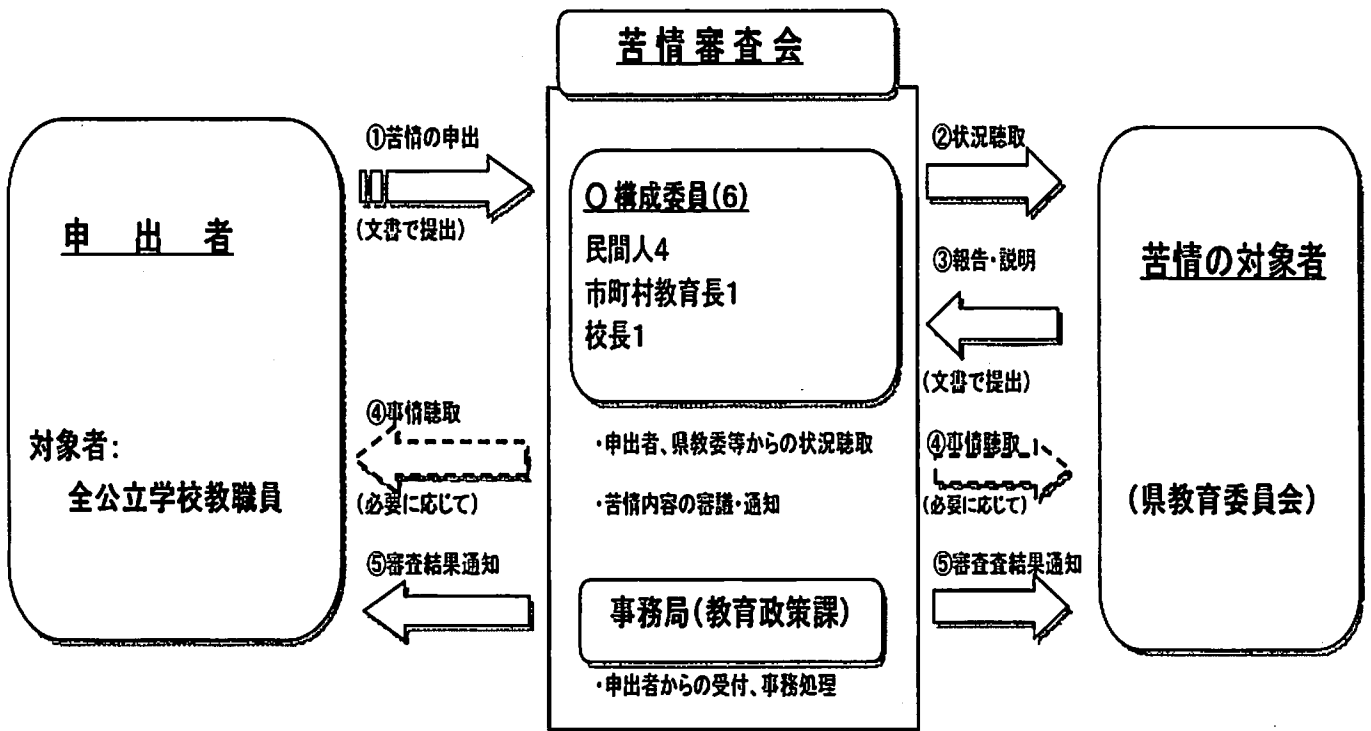 苦情審査会
申出者
対象者:
全公立学校教職員
①苦情の申出
(文書で提出)
④事情聴取
(必要に応じて)
⑤審査結果通知
〇構成委員(6)
民間人4
市町村教育長1
校長1
・申出者、県教委等からの状況聴取
・苦情内容の審議・通知
事務局(教育政策課)
・申出者からの受付、事務処理
②状況聴取
③報告・説明
(文書で提出)
④事情聴取
(必要に応じて)
⑤審査査結果通知
苦情の対象者
(県教育委員会)